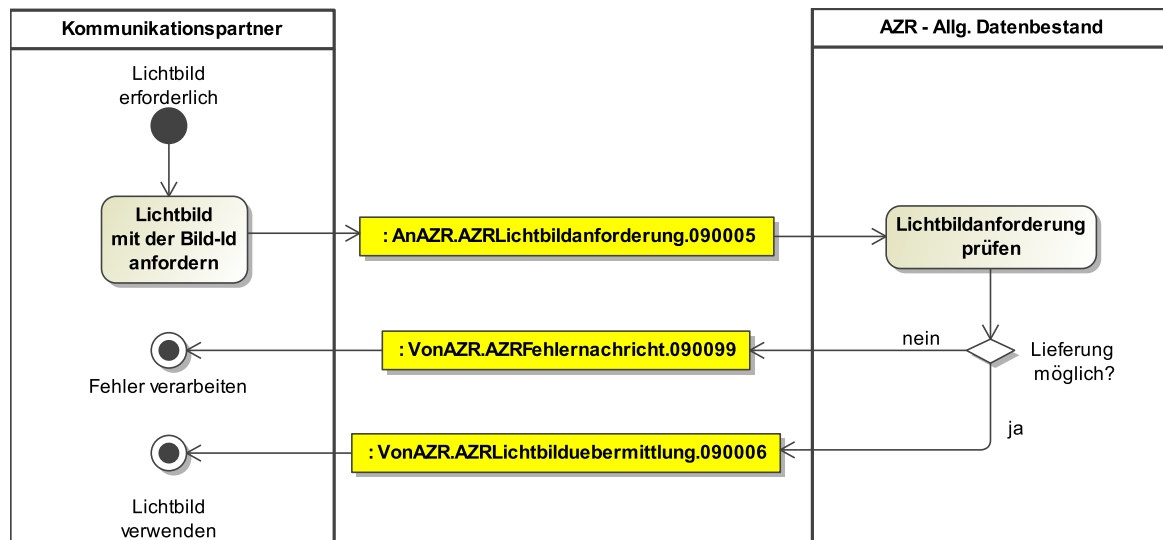 Kommunikationspartner
AZR - Allg. Datenbestand
Lichtbild
erforderlich
Lichtbild
mit der Bild-Id
anfordern
: AnAZR.AZRLichtbildanforderung.090005
Lichtbildanforderung
prüfen
: VonAZR.AZRFehlernachricht.090099
nein
Lieferung
möglich?
Fehler verarbeiten
ja
: VonAZR.AZRLichtbilduebermittlung.090006
Lichtbild
verwenden